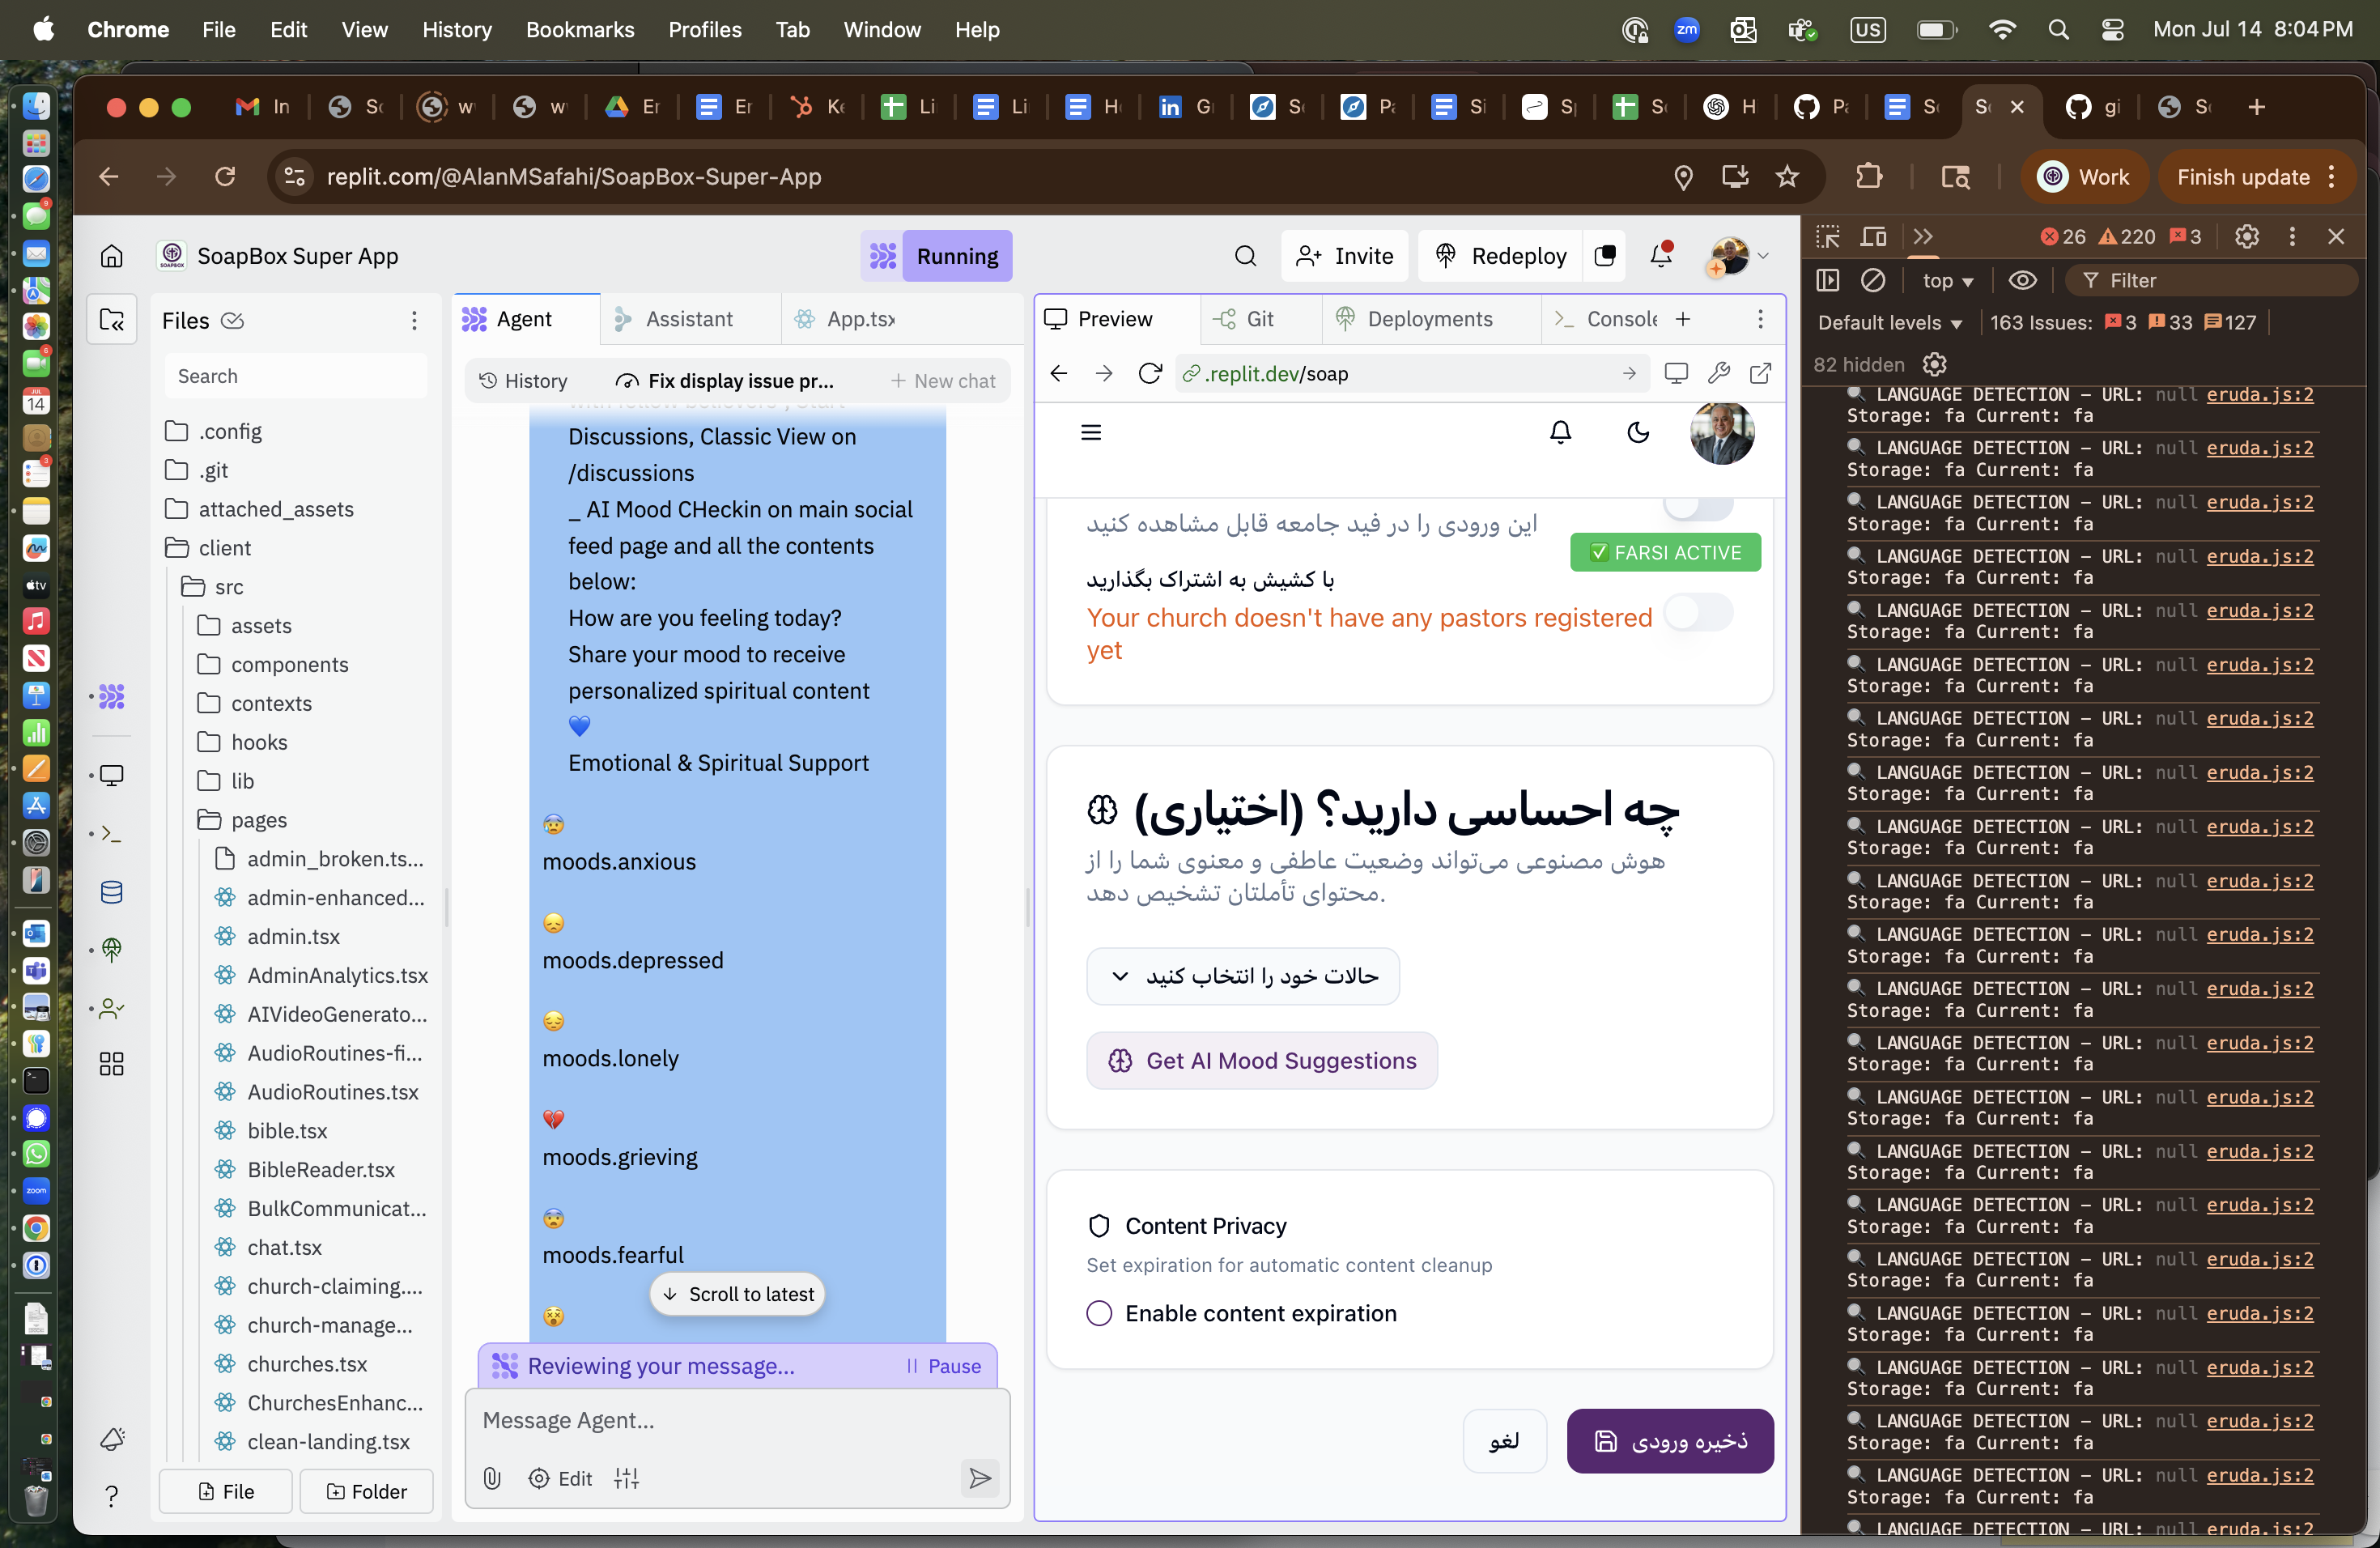 Chrome File Edit View History Bookmarks Profiles Tab Window Help
zm US Mon Jul 14 8:04 PM
In Sc w w Er Er Ke Li Li Ho in G Sc Pa Si Sp Sc H Pa Sc Sc gi Sc
replit.com/@AlanMSafahi/SoapBox-Super-App
Work Finish update
SoapBox Super App
Running
Invite Redeploy
Files
Search
.config
.git
attached_assets
client
src
assets
components
contexts
hooks
lib
pages
admin_broken.ts...
admin-enhanced...
admin.tsx
AdminAnalytics.tsx
AIVideoGenerato...
AudioRoutines-fi...
AudioRoutines.tsx
bible.tsx
BibleReader.tsx
BulkCommunicat...
chat.tsx
church-claiming....
church-manage...
churches.tsx
ChurchesEnhanc...
clean-landing.tsx
File Folder
Agent Assistant App.tsx
History Fix display issue pr... + New chat
with fellow believers", Start
Discussions, Classic View on
/discussions
_ AI Mood CHeckin on main social
feed page and all the contents
below:
How are you feeling today?
Share your mood to receive
personalized spiritual content
💙
Emotional & Spiritual Support
😰
moods.anxious
😞
moods.depressed
😔
moods.lonely
💔
moods.grieving
😨
moods.fearful
😵
Scroll to latest
Reviewing your message... Pause
Message Agent...
Edit
Preview Git Deployments Console
.replit.dev/soap
این ورودی را در فید جامعه قابل مشاهده کنید
✅ FARSI ACTIVE
با کشیش به اشتراک بگذارید
Your church doesn't have any pastors registered
yet
چه احساسی دارید؟ (اختیاری)
هوش مصنوعی می‌تواند وضعیت عاطفی و معنوی شما را از
محتوای تأملتان تشخیص دهد.
حالات خود را انتخاب کنید
Get AI Mood Suggestions
Content Privacy
Set expiration for automatic content cleanup
Enable content expiration
لغو
ذخیره ورودی
26 220 3
top Filter
Default levels 163 Issues: 3 33 127
82 hidden
🔍 LANGUAGE DETECTION – URL: null eruda.js:2
Storage: fa Current: fa
🔍 LANGUAGE DETECTION – URL: null eruda.js:2
Storage: fa Current: fa
🔍 LANGUAGE DETECTION – URL: null eruda.js:2
Storage: fa Current: fa
🔍 LANGUAGE DETECTION – URL: null eruda.js:2
Storage: fa Current: fa
🔍 LANGUAGE DETECTION – URL: null eruda.js:2
Storage: fa Current: fa
🔍 LANGUAGE DETECTION – URL: null eruda.js:2
Storage: fa Current: fa
🔍 LANGUAGE DETECTION – URL: null eruda.js:2
Storage: fa Current: fa
🔍 LANGUAGE DETECTION – URL: null eruda.js:2
Storage: fa Current: fa
🔍 LANGUAGE DETECTION – URL: null eruda.js:2
Storage: fa Current: fa
🔍 LANGUAGE DETECTION – URL: null eruda.js:2
Storage: fa Current: fa
🔍 LANGUAGE DETECTION – URL: null eruda.js:2
Storage: fa Current: fa
🔍 LANGUAGE DETECTION – URL: null eruda.js:2
Storage: fa Current: fa
🔍 LANGUAGE DETECTION – URL: null eruda.js:2
Storage: fa Current: fa
🔍 LANGUAGE DETECTION – URL: null eruda.js:2
Storage: fa Current: fa
🔍 LANGUAGE DETECTION – URL: null eruda.js:2
Storage: fa Current: fa
🔍 LANGUAGE DETECTION – URL: null eruda.js:2
Storage: fa Current: fa
🔍 LANGUAGE DETECTION – URL: null eruda.js:2
Storage: fa Current: fa
🔍 LANGUAGE DETECTION – URL: null eruda.js:2
Storage: fa Current: fa
🔍 LANGUAGE DETECTION – URL: null eruda.js:2
Storage: fa Current: fa
🔍 LANGUAGE DETECTION – URL: null eruda.js:2
Storage: fa Current: fa
🔍 LANGUAGE DETECTION – URL: null eruda.js:2
Storage: fa Current: fa
🔍 LANGUAGE DETECTION – URL: null eruda.js:2